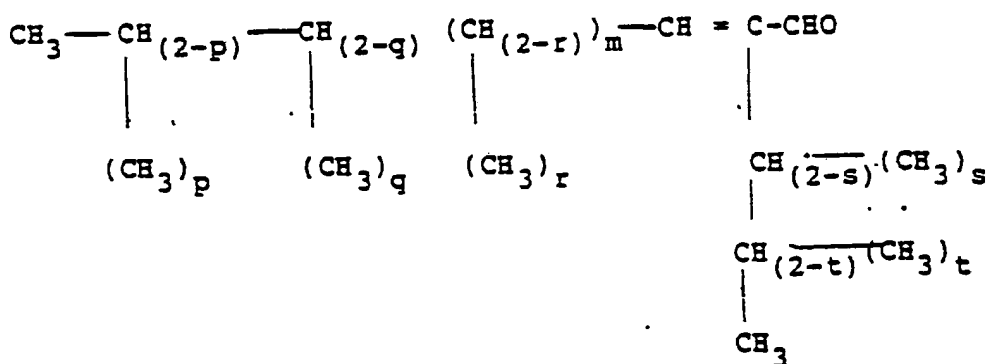 CH3—CH(2-p)—CH(2-q) (CH(2-r))m—CH = C-CHO
(CH3)p (CH3)q (CH3)r
CH(2-s)(CH3)s
CH(2-t)(CH3)t
CH3